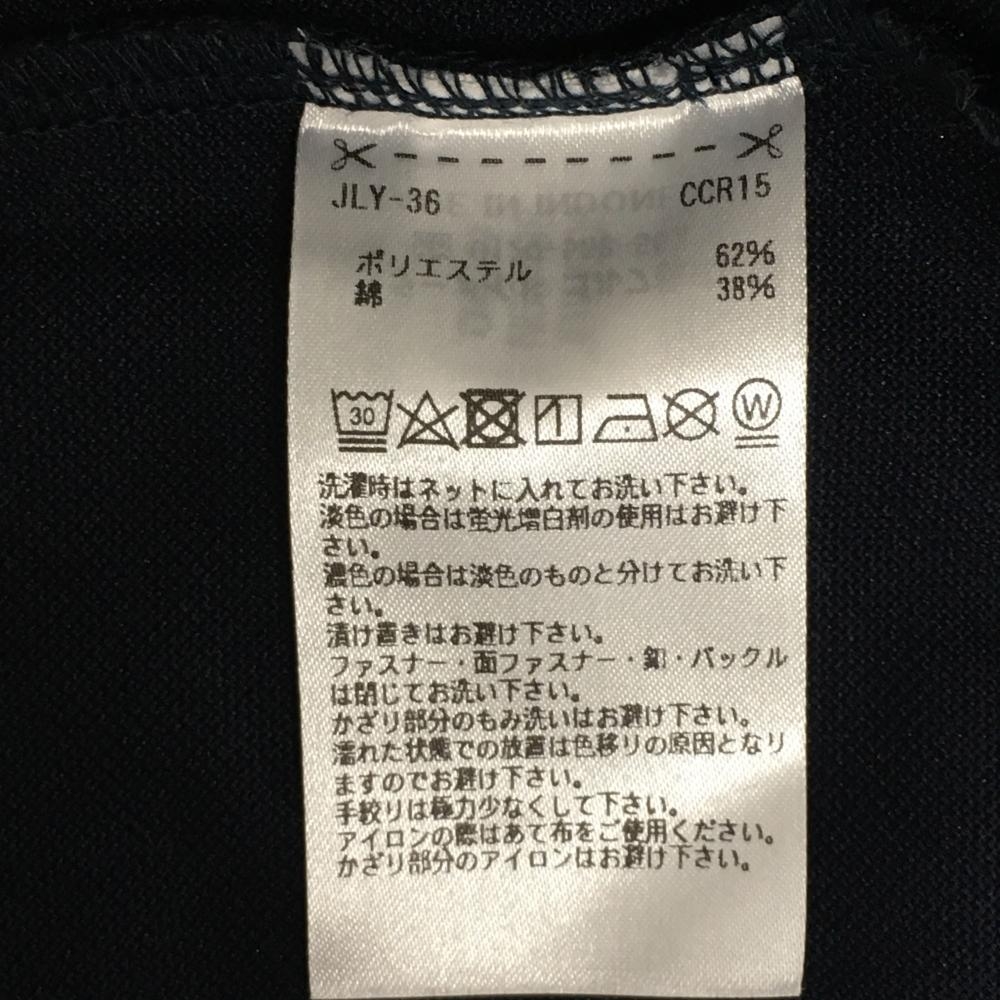 JLY-36 CCR15
ポリエステル 62%
綿 38%
30 W
洗濯時はネットに入れてお洗い下さい。
淡色の場合は蛍光増白剤の使用はお避け下
さい。
濃色の場合は淡色のものと分けてお洗い下
さい。
漬け置きはお避け下さい。
ファスナー・面ファスナー・釦・バックル
は閉じてお洗い下さい。
かざり部分のもみ洗いはお避け下さい。
濡れた状態での放置は色移りの原因となり
ますのでお避け下さい。
手絞りは極力少なくして下さい。
アイロンの際はあて布をご使用ください。
かざり部分のアイロンはお避け下さい。